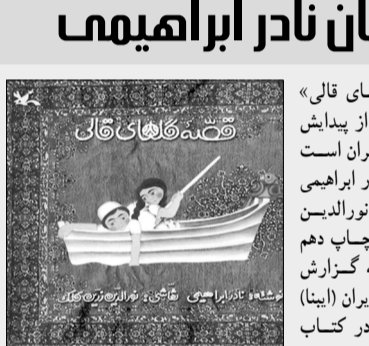 ان نادر ابراهیمی
قصه گلهای قالی
نوشته: نادر ابراهیمی نقاشی: نورالدین زرین کلک
ای قالی»
از پیدایش
ران است
ر ابراهیمی
نورالدین
چاپ دهم
ه گزارش
یران (ایبنا)
در کتاب